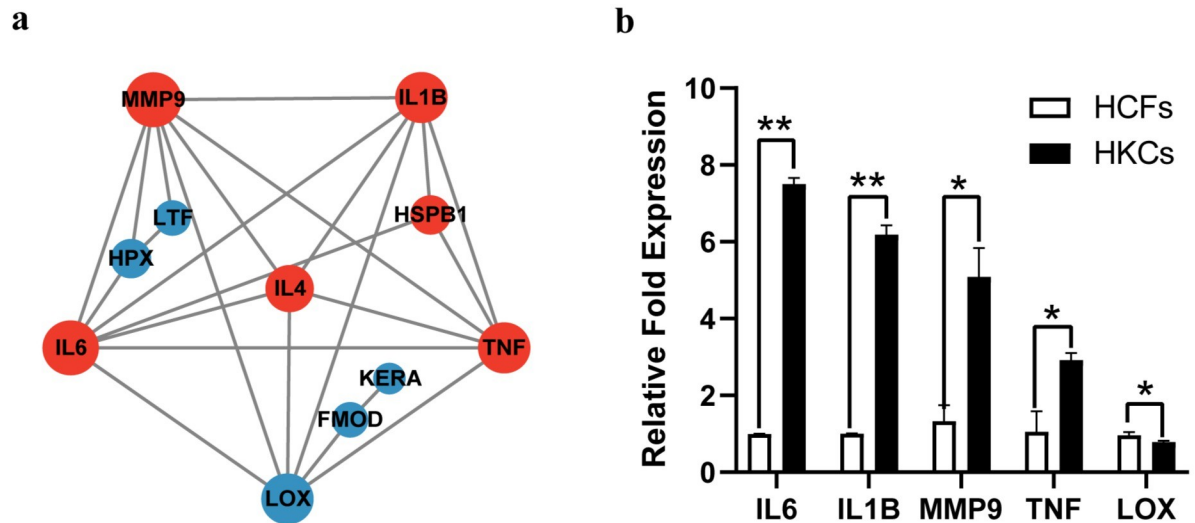 a
MMP9
IL1B
LTF
HSPB1
HPX
IL4
IL6
TNF
KERA
FMOD
LOX
b
Relative Fold Expression
10
8
6
4
2
0
HCFs
HKCs
**
**
*
*
*
IL6 IL1B MMP9 TNF LOX